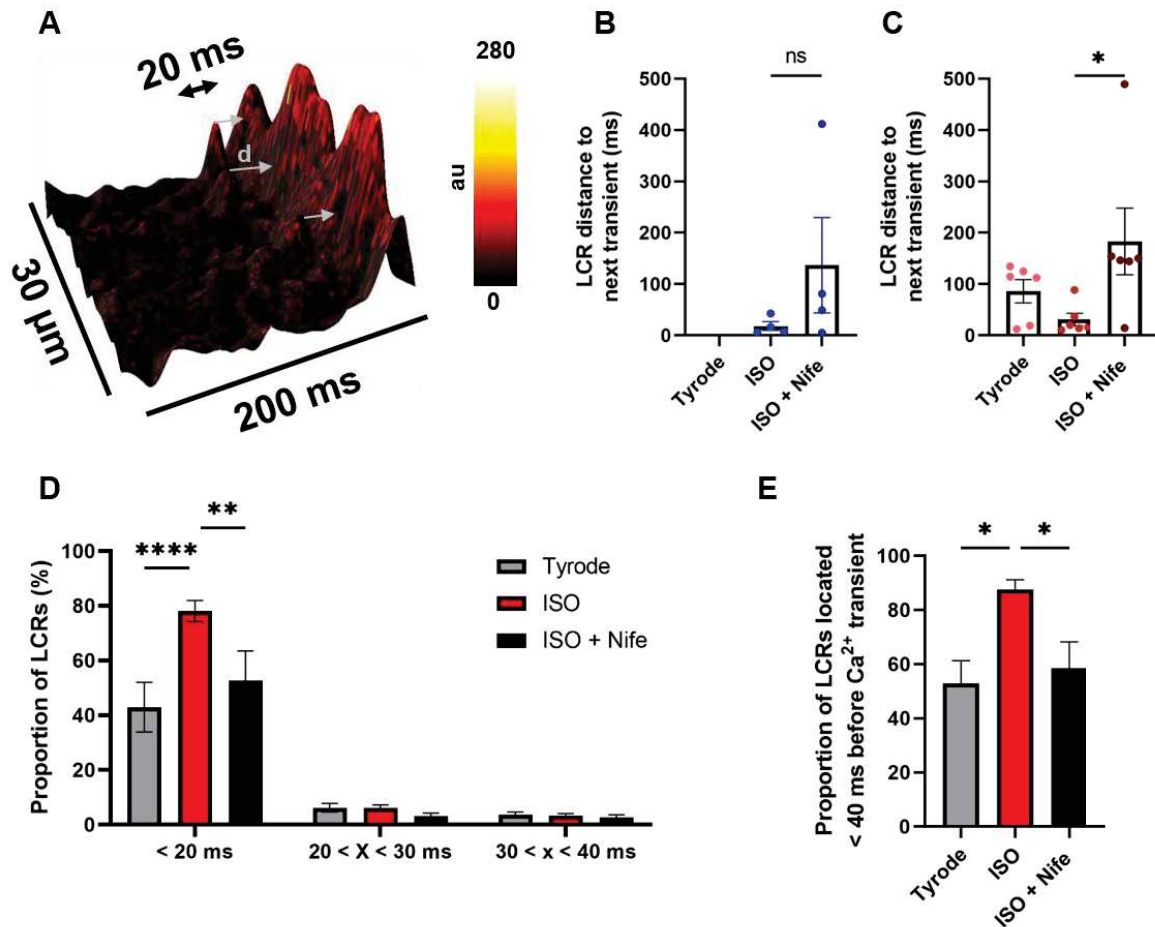 A
20 ms
d
30 µm
200 ms
280
au
0
B
ns
LCR distance to
next transient (ms)
500
400
300
200
100
0
Tyrode
ISO
ISO + Nife
C
*
LCR distance to
next transient (ms)
500
400
300
200
100
0
Tyrode
ISO
ISO + Nife
D
**
****
Proportion of LCRs (%)
100
80
60
40
20
0
< 20 ms
20 < X < 30 ms
30 < x < 40 ms
Tyrode
ISO
ISO + Nife
E
* *
Proportion of LCRs located
< 40 ms before Ca²⁺ transient
100
80
60
40
20
0
Tyrode
ISO
ISO + Nife